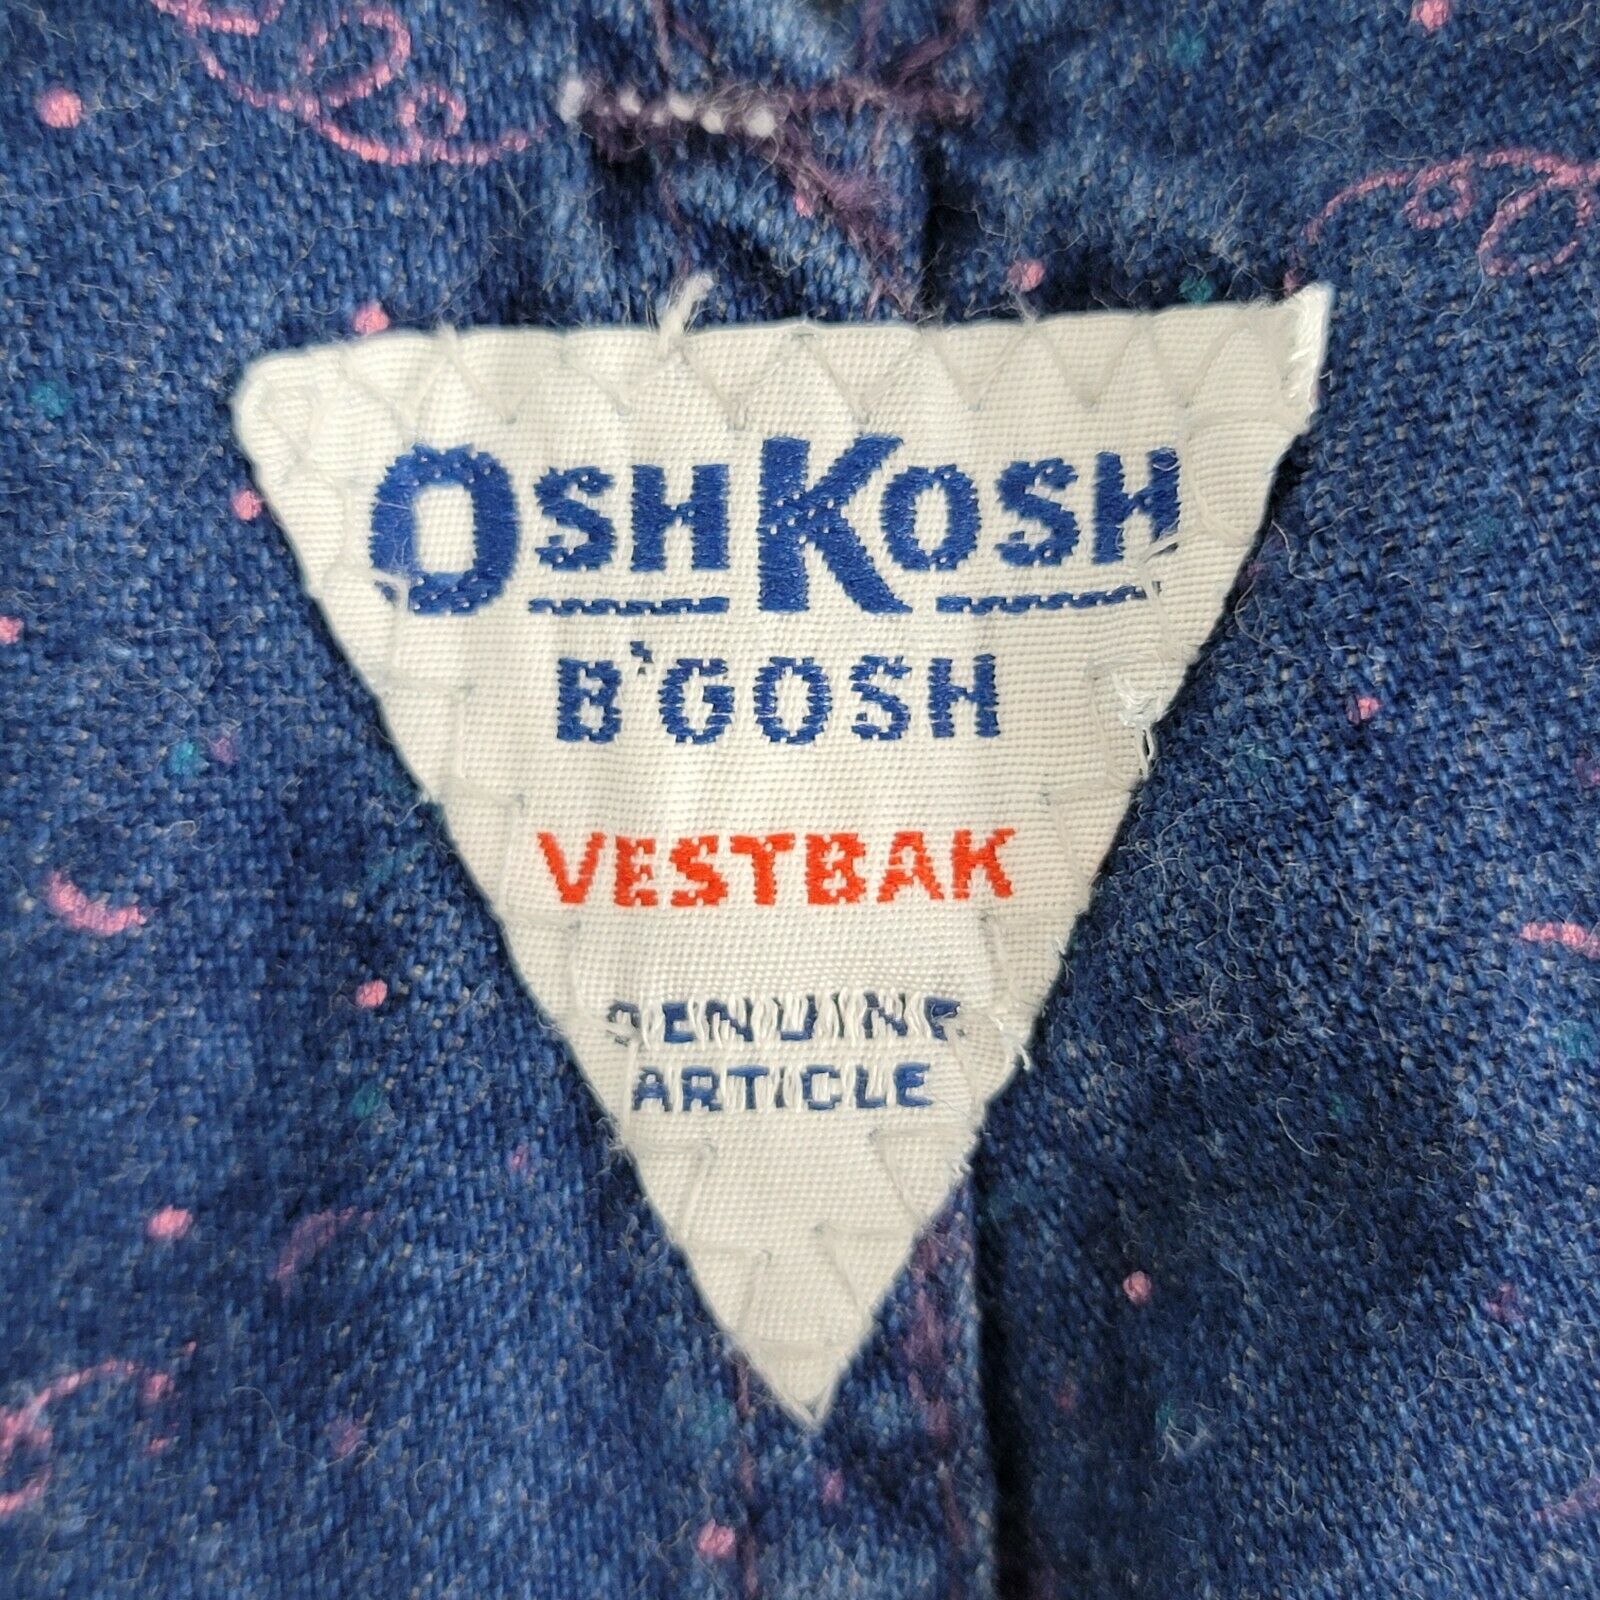 OSHKOSH
B'GOSH
VESTBAK
GENUINE
ARTICLE